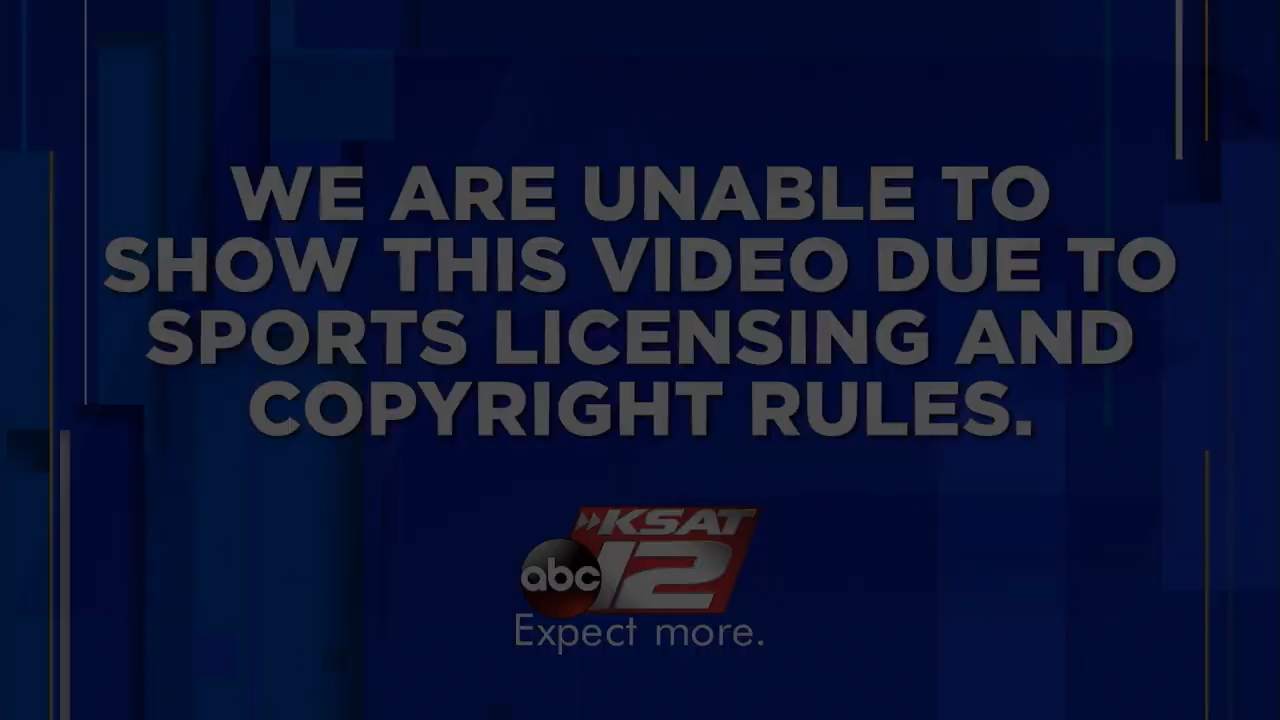 WE ARE UNABLE TO
SHOW THIS VIDEO DUE TO
SPORTS LICENSING AND
COPYRIGHT RULES.
KSAT
abc 12
Expect more.